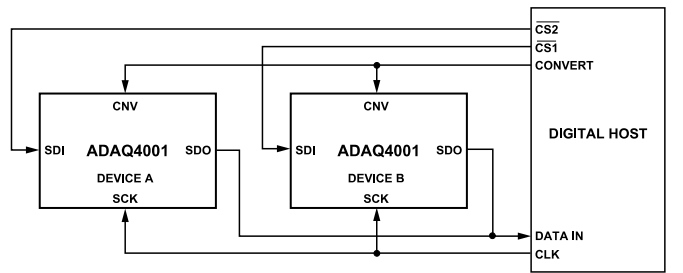 CS2
CS1
CONVERT
CNV
CNV
SDI ADAQ4001 SDO
SDI ADAQ4001 SDO
DIGITAL HOST
DEVICE A
DEVICE B
SCK
SCK
DATA IN
CLK